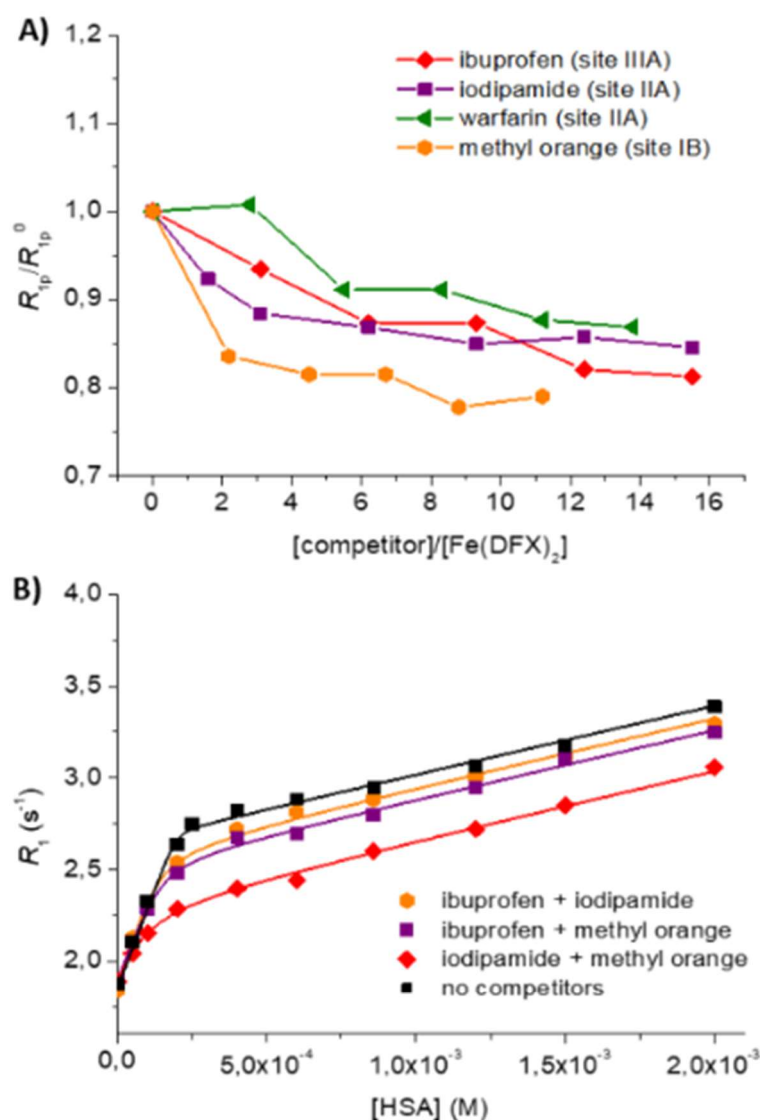 A)
1,2
1,1
1,0
0,9
0,8
0,7
R1p/R1p0
ibuprofen (site IIIA)
iodipamide (site IIA)
warfarin (site IIA)
methyl orange (site IB)
0 2 4 6 8 10 12 14 16
[competitor]/[Fe(DFX)2]
B)
4,0
3,5
3,0
2,5
2,0
R1 (s-1)
ibuprofen + iodipamide
ibuprofen + methyl orange
iodipamide + methyl orange
no competitors
0,0 5,0x10-4 1,0x10-3 1,5x10-3 2,0x10-3
[HSA] (M)